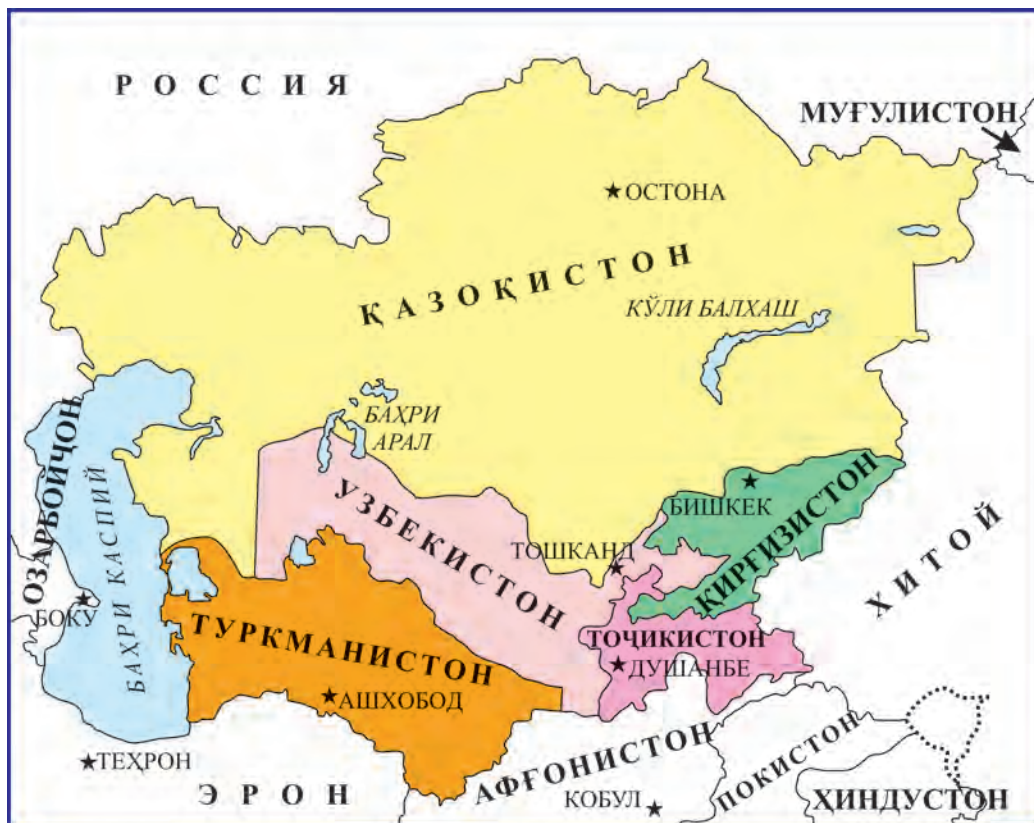 РОССИЯ
МУҒУЛИСТОН
ОСТОНА
ҚАЗОҚИСТОН
КӮЛИ БАЛХАШ
БАҲРИ
АРАЛ
ОЗАРБОЙҶОН
БАҲРИ КАСПИЙ
УЗБЕКИСТОН
БИШКЕК
ҚИРҒИЗИСТОН
ТОШКАНД
ХИТОЙ
БОКУ
ТУРКМАНИСТОН
ТОҶИКИСТОН
ДУШАНБЕ
АШХОБОД
ТЕҲРОН
ЭРОН
АФҒОНИСТОН
КОБУЛ
ПОКИСТОН
ҲИНДУСТОН